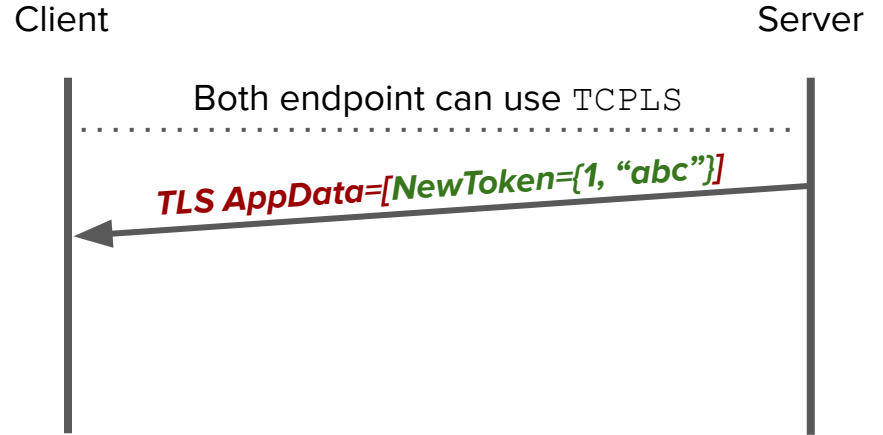 Client
Server
Both endpoint can use TCPLS
TLS AppData=[NewToken={1, “abc”}]